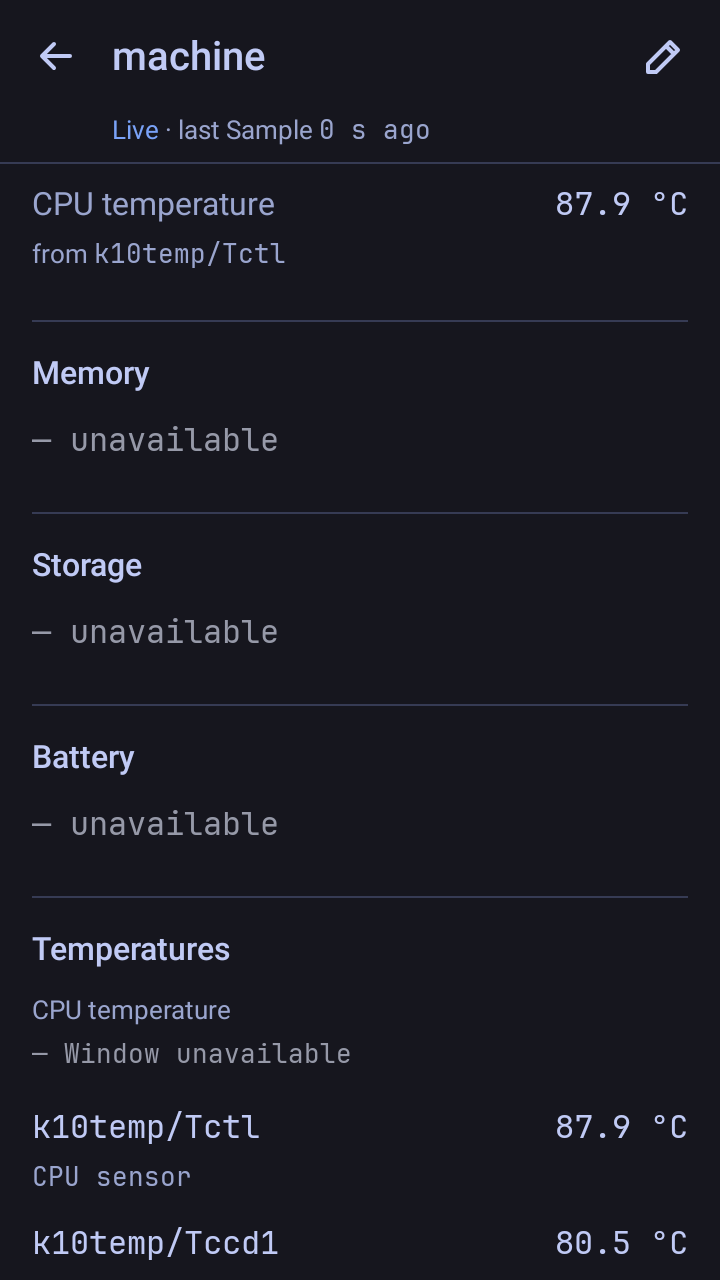 machine
Live · last Sample 0 s ago
CPU temperature 87.9 °C
from k10temp/Tctl
Memory
— unavailable
Storage
— unavailable
Battery
— unavailable
Temperatures
CPU temperature
— Window unavailable
k10temp/Tctl 87.9 °C
CPU sensor
k10temp/Tccd1 80.5 °C